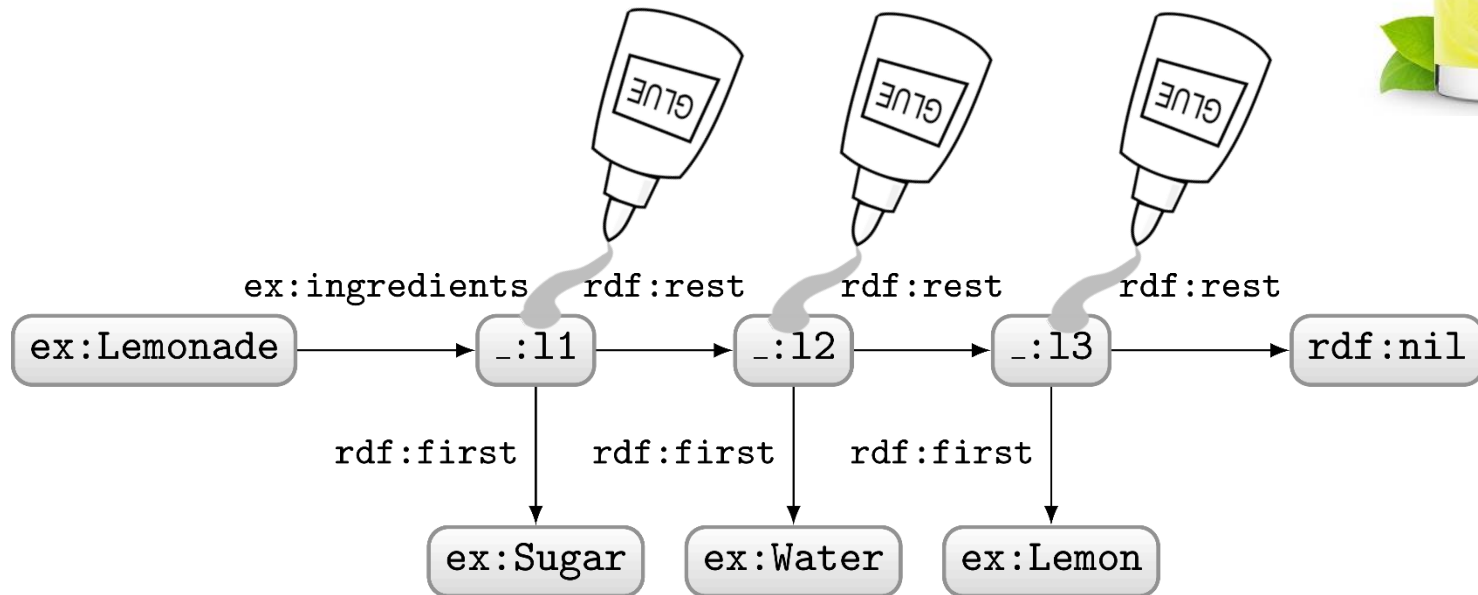 GLUE GLUE GLUE
ex:ingredients rdf:rest rdf:rest rdf:rest
ex:Lemonade _:l1 _:l2 _:l3 rdf:nil
rdf:first rdf:first rdf:first
ex:Sugar ex:Water ex:Lemon